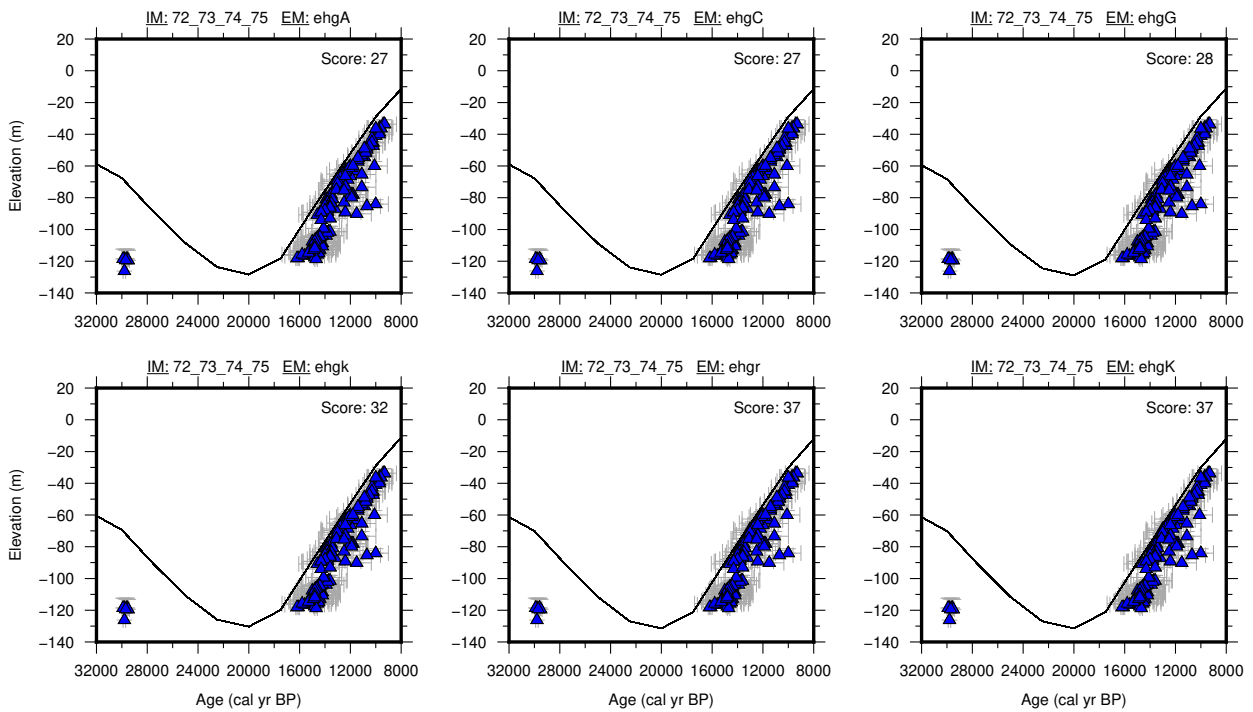 IM: 72_73_74_75 EM: ehgA
IM: 72_73_74_75 EM: ehgC
IM: 72_73_74_75 EM: ehgG
Score: 27
Score: 27
Score: 28
Elevation (m)
20
0
−20
−40
−60
−80
−100
−120
−140
20
0
−20
−40
−60
−80
−100
−120
−140
20
0
−20
−40
−60
−80
−100
−120
−140
32000 28000 24000 20000 16000 12000 8000
32000 28000 24000 20000 16000 12000 8000
32000 28000 24000 20000 16000 12000 8000
IM: 72_73_74_75 EM: ehgk
IM: 72_73_74_75 EM: ehgr
IM: 72_73_74_75 EM: ehgK
Score: 32
Score: 37
Score: 37
Elevation (m)
20
0
−20
−40
−60
−80
−100
−120
−140
20
0
−20
−40
−60
−80
−100
−120
−140
20
0
−20
−40
−60
−80
−100
−120
−140
32000 28000 24000 20000 16000 12000 8000
32000 28000 24000 20000 16000 12000 8000
32000 28000 24000 20000 16000 12000 8000
Age (cal yr BP)
Age (cal yr BP)
Age (cal yr BP)